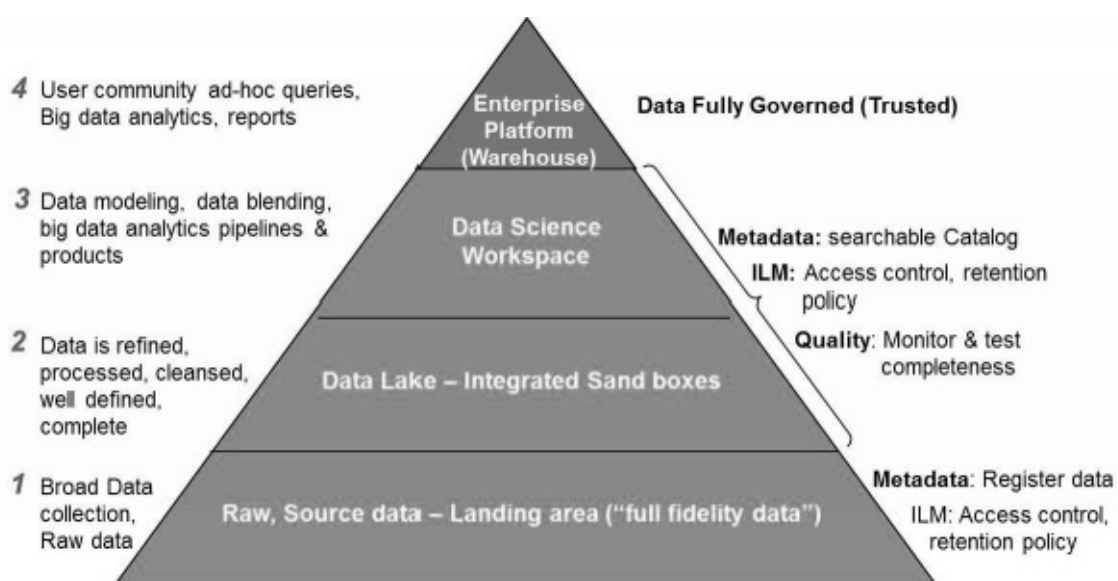 4 User community ad-hoc queries,
Big data analytics, reports
Enterprise
Platform
(Warehouse)
Data Fully Governed (Trusted)
3 Data modeling, data blending,
big data analytics pipelines &
products
Data Science
Workspace
Metadata: searchable Catalog
ILM: Access control, retention
policy
Quality: Monitor & test
completeness
2 Data is refined,
processed, cleansed,
well defined,
complete
Data Lake – Integrated Sand boxes
1 Broad Data
collection,
Raw data
Raw, Source data – Landing area (“full fidelity data”)
Metadata: Register data
ILM: Access control,
retention policy